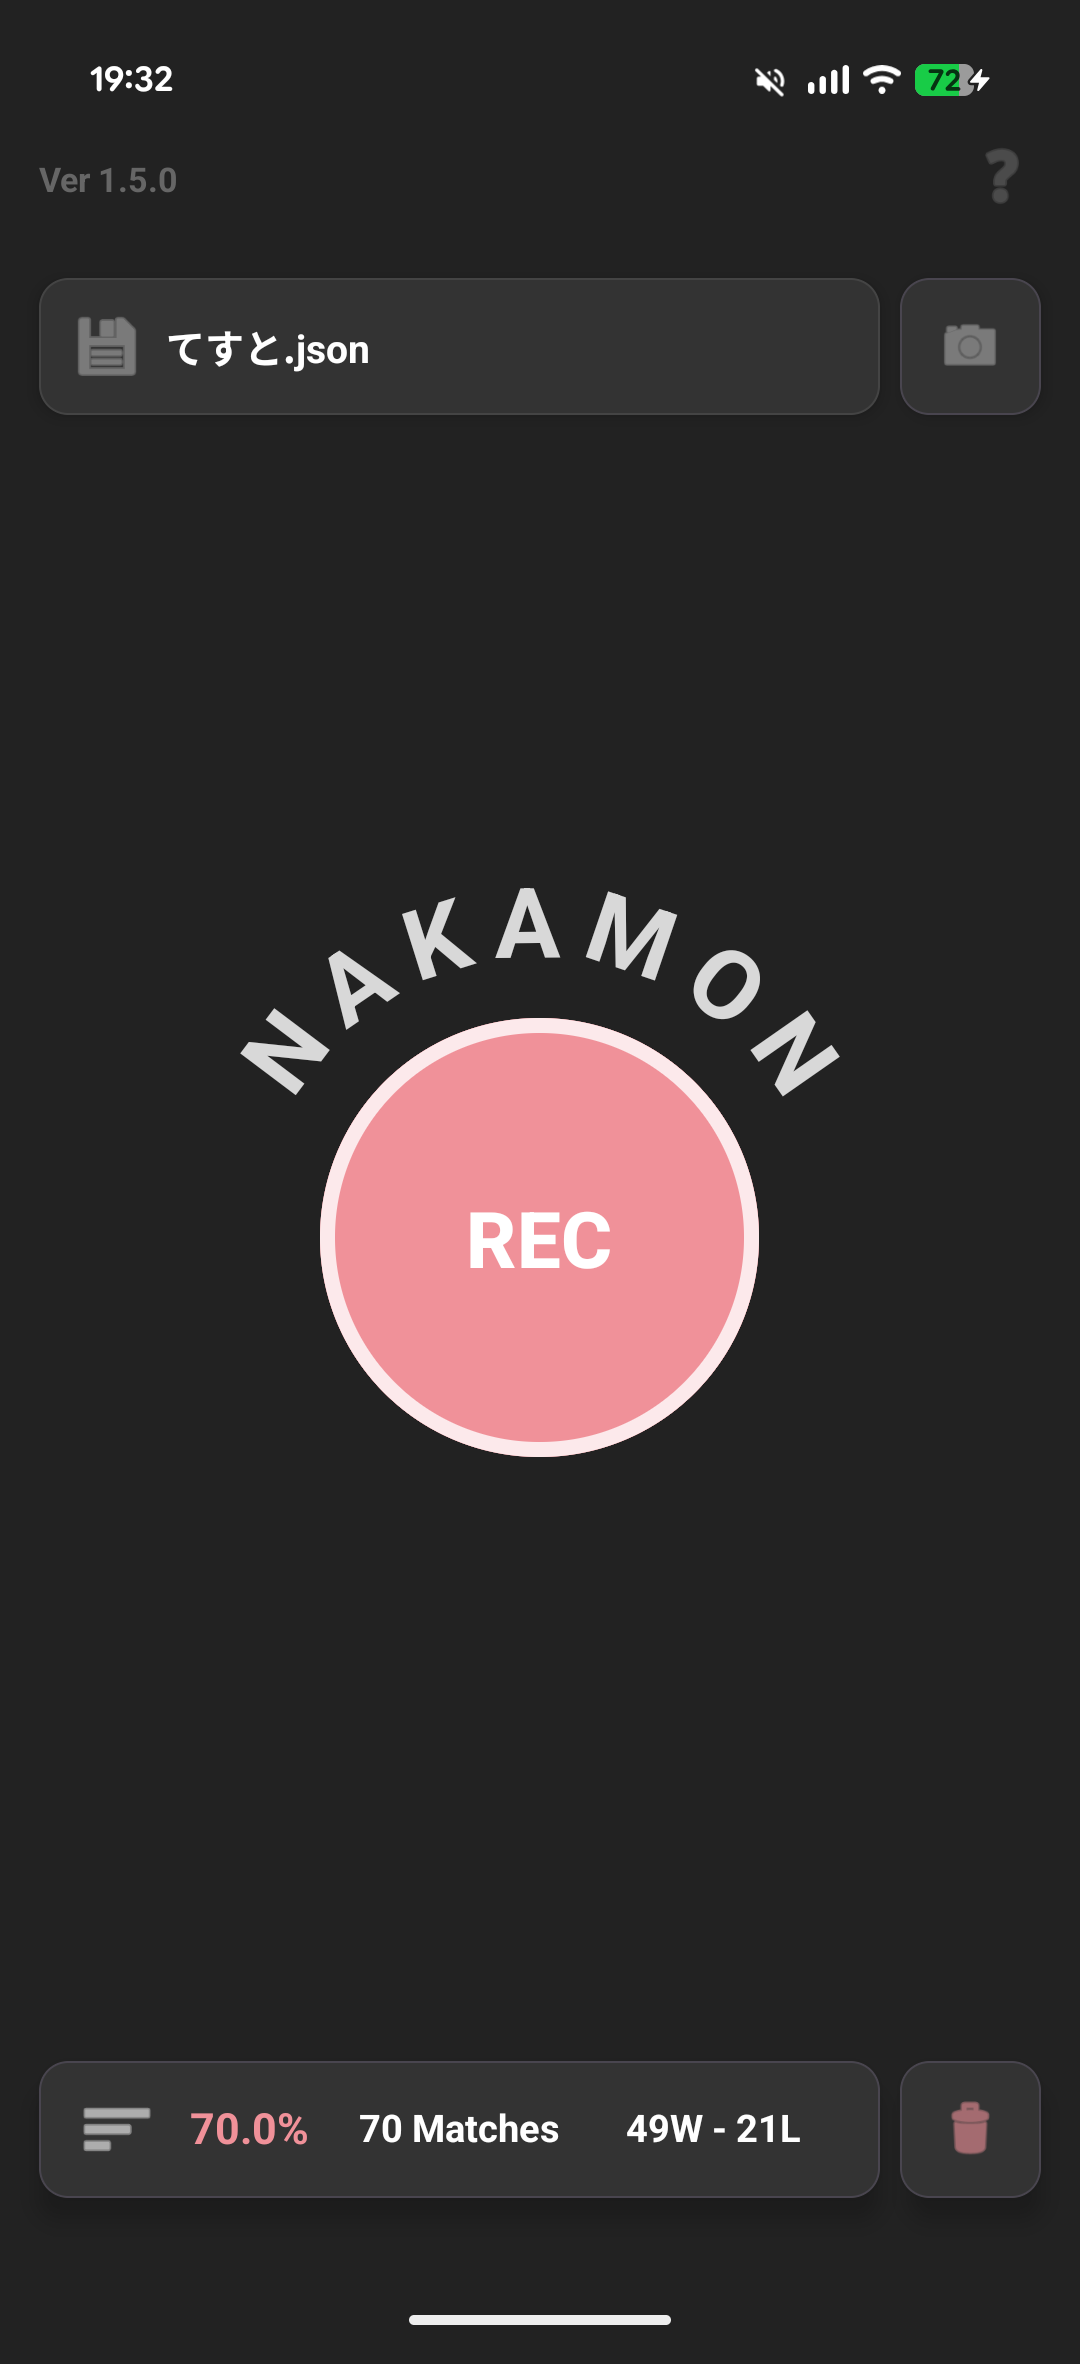 19:32
72
Ver 1.5.0
?
てすと.json
NAKAMON
REC
70.0% 70 Matches 49W - 21L